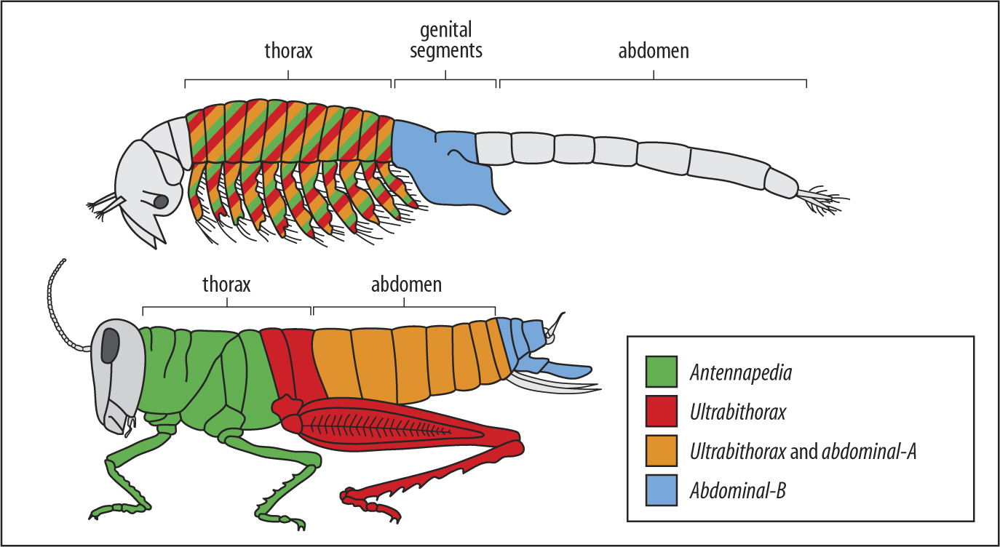 thorax
genital
segments
abdomen
thorax
abdomen
Antennapedia
Ultrabithorax
Ultrabithorax and abdominal-A
Abdominal-B